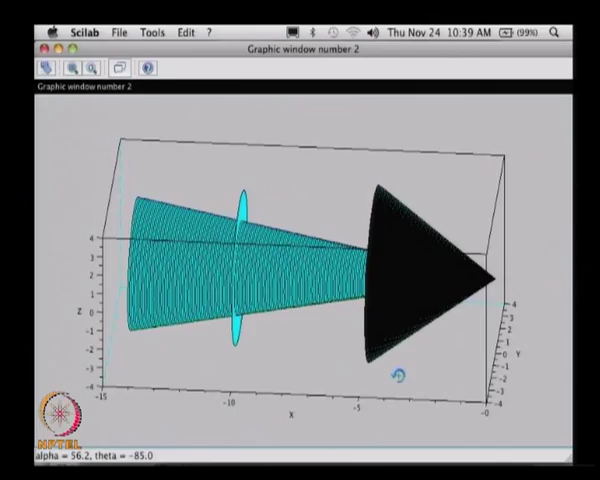 Scilab File Tools Edit ? Thu Nov 24 10:39 AM (99%)
Graphic window number 2
Graphic window number 2
4
3
2
1
0
-1
-2
-3
-4
Z
-15
-10
-5
-0
X
4
3
2
1
0
-1
-2
-3
-4
Y
NPTEL
alpha = 56.2, theta = -85.0